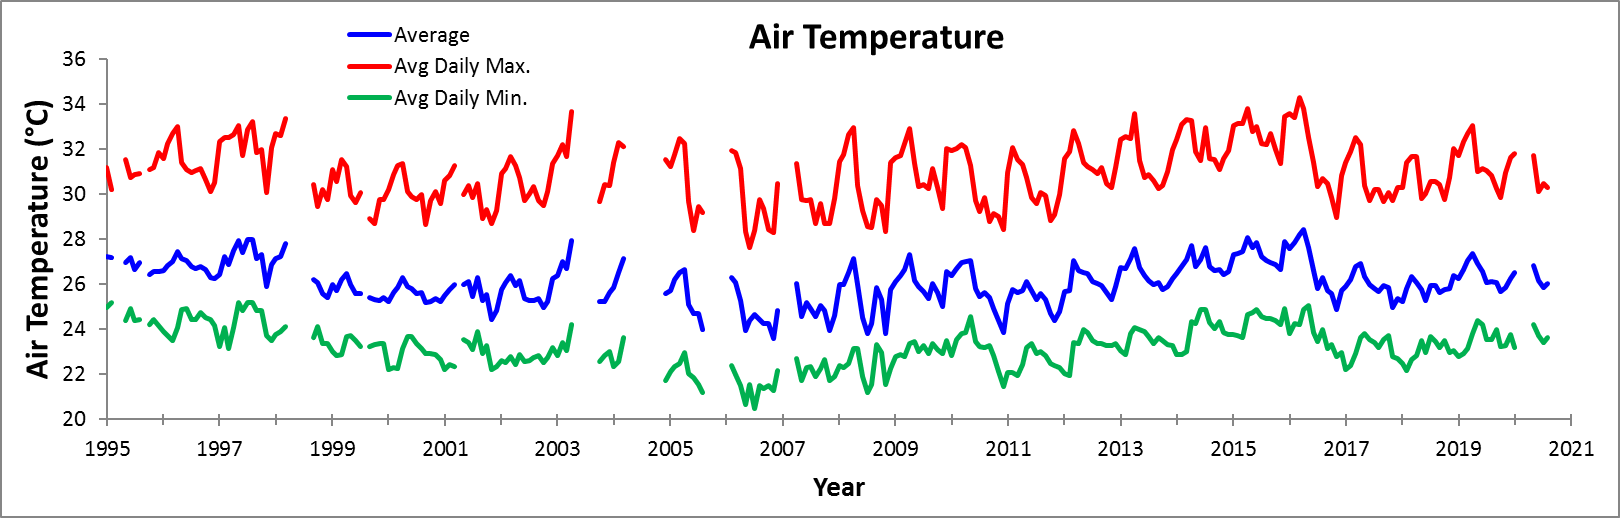 Air Temperature
Average
Avg Daily Max.
Avg Daily Min.
Air Temperature (°C)
36
34
32
30
28
26
24
22
20
1995 1997 1999 2001 2003 2005 2007 2009 2011 2013 2015 2017 2019 2021
Year